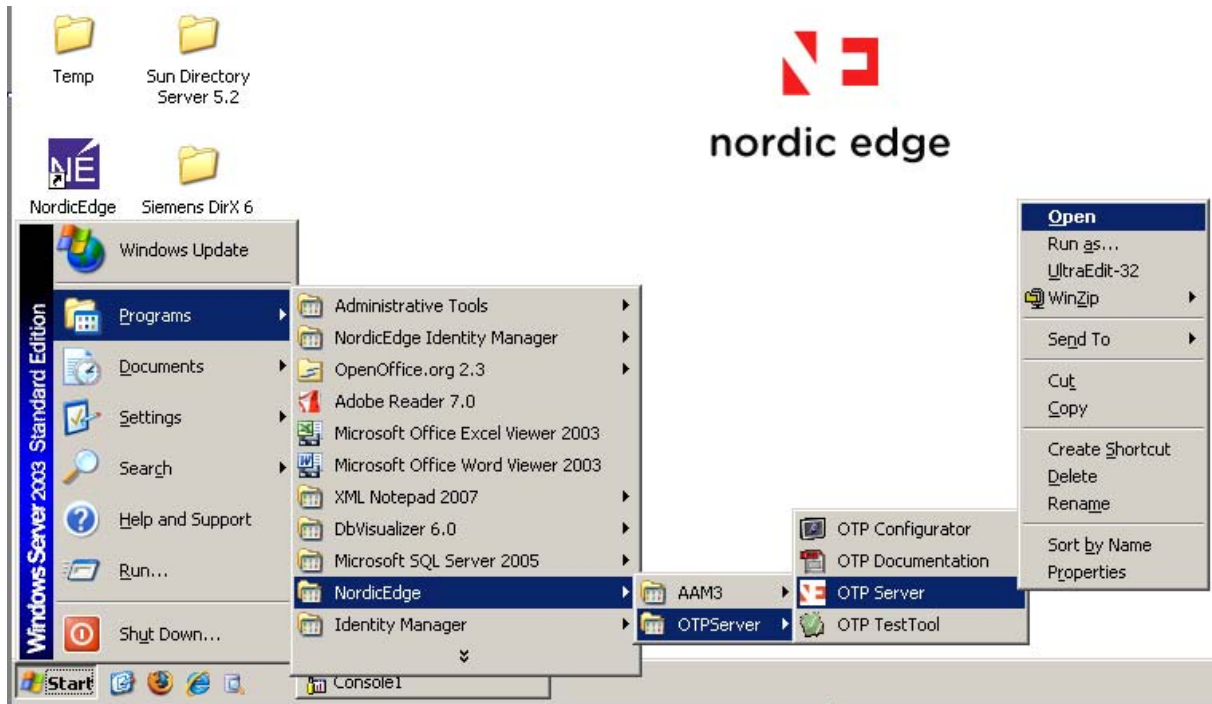 Temp
Sun Directory
Server 5.2
nordic edge
NÉ
NordicEdge
Siemens DirX 6
Windows Server 2003 Standard Edition
Windows Update
Programs
Documents
Settings
Search
Help and Support
Run...
Shut Down...
Administrative Tools
NordicEdge Identity Manager
OpenOffice.org 2.3
Adobe Reader 7.0
Microsoft Office Excel Viewer 2003
Microsoft Office Word Viewer 2003
XML Notepad 2007
DbVisualizer 6.0
Microsoft SQL Server 2005
NordicEdge
Identity Manager
AAM3
OTPServer
OTP Configurator
OTP Documentation
OTP Server
OTP TestTool
Open
Run as...
UltraEdit-32
WinZip
Send To
Cut
Copy
Create Shortcut
Delete
Rename
Sort by Name
Properties
Start
Console1